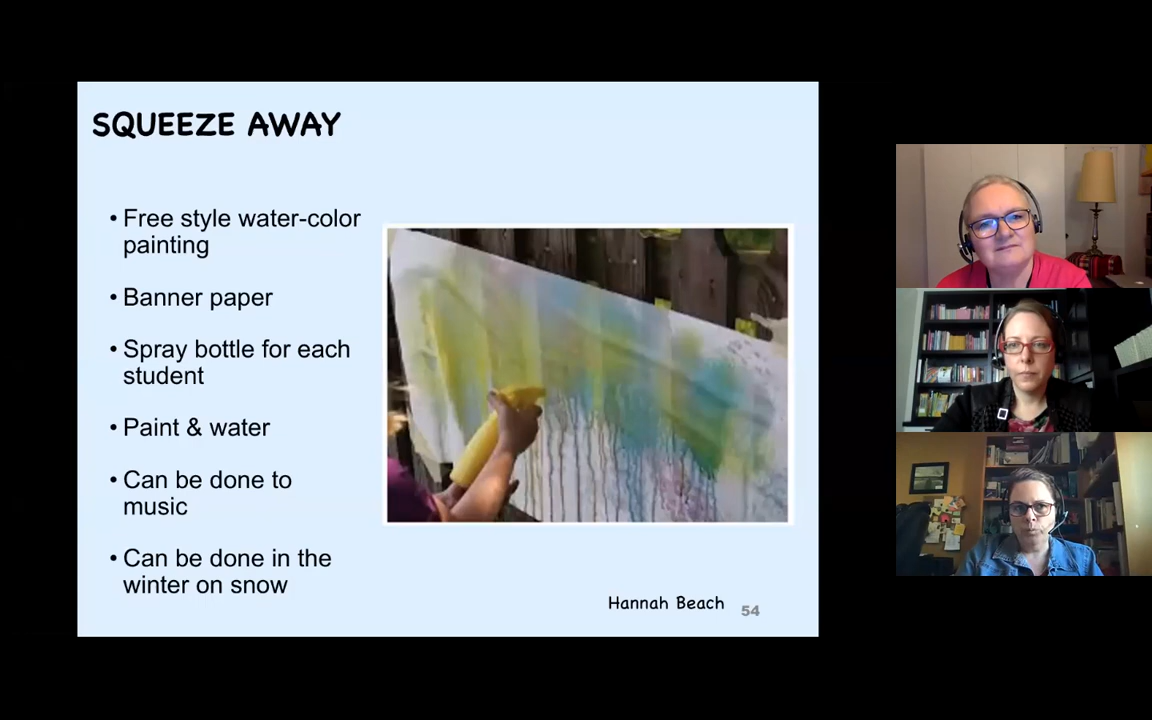 SQUEEZE AWAY
• Free style water-color
painting
• Banner paper
• Spray bottle for each
student
• Paint & water
• Can be done to
music
• Can be done in the
winter on snow
Hannah Beach
54